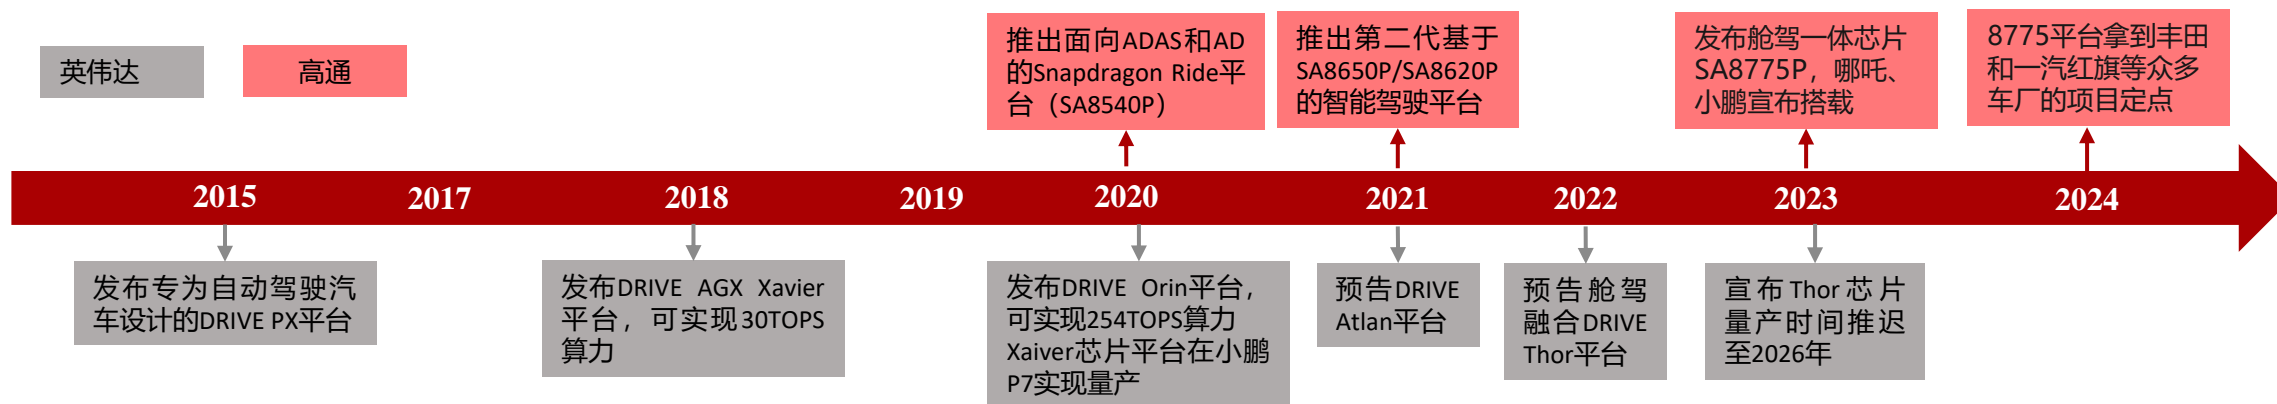 英伟达
高通
推出面向ADAS和AD
的Snapdragon Ride平
台（SA8540P）
推出第二代基于
SA8650P/SA8620P
的智能驾驶平台
发布舱驾一体芯片
SA8775P，哪吒、
小鹏宣布搭载
8775平台拿到丰田
和一汽红旗等众多
车厂的项目定点
2015
2017
2018
2019
2020
2021
2022
2023
2024
发布专为自动驾驶汽
车设计的DRIVE PX平台
发布DRIVE AGX Xavier
平台，可实现30TOPS
算力
发布DRIVE Orin平台，
可实现254TOPS算力
Xaiver芯片平台在小鹏
P7实现量产
预告DRIVE
Atlan平台
预告舱驾
融合DRIVE
Thor平台
宣布Thor芯片
量产时间推迟
至2026年